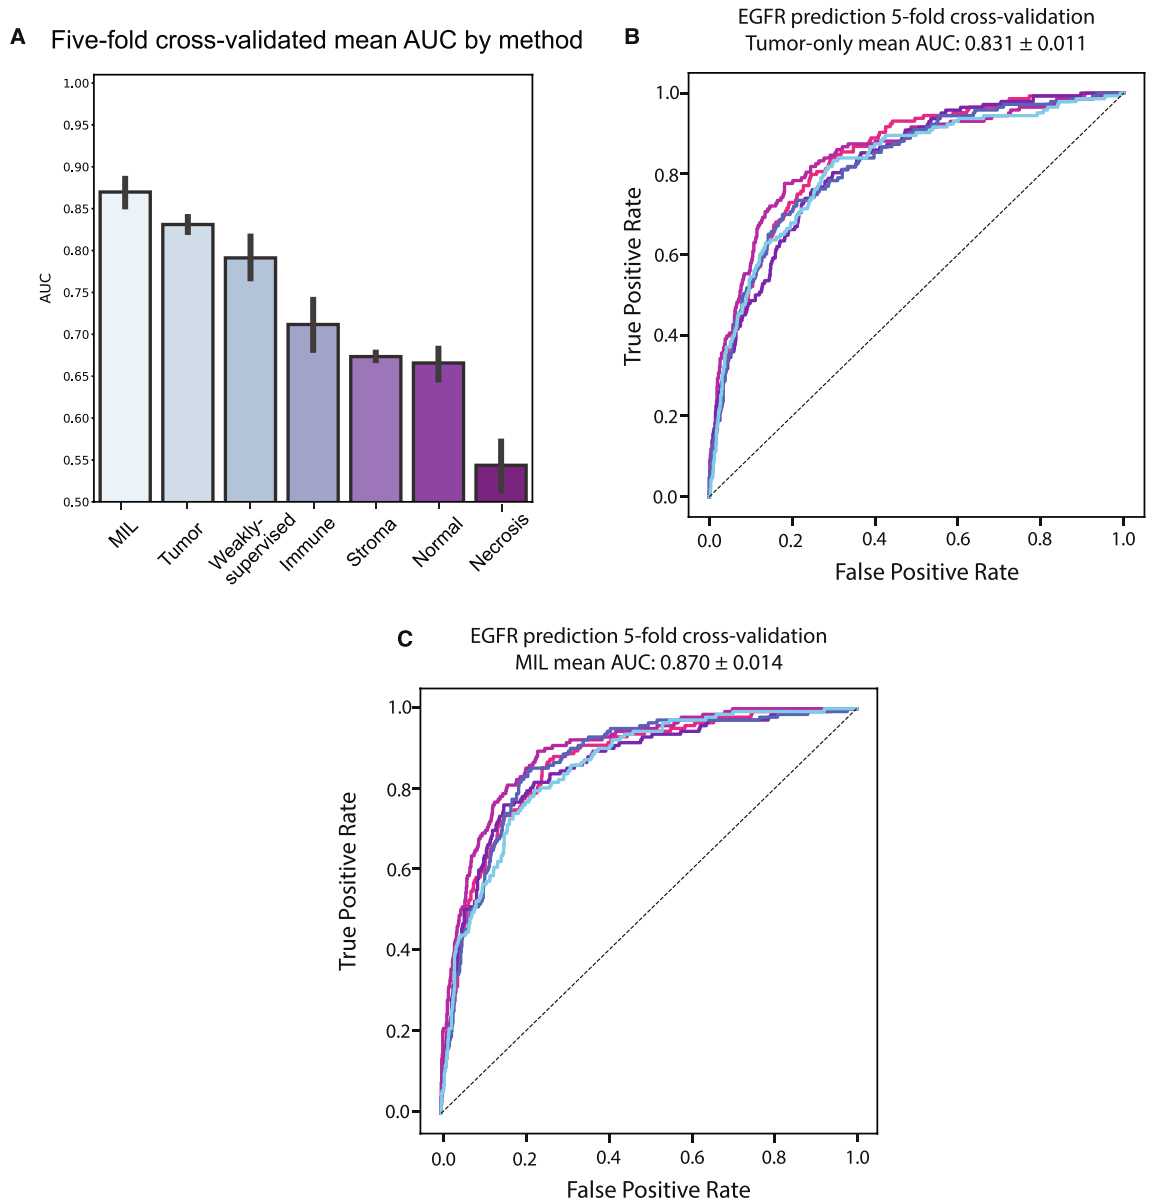 A Five-fold cross-validated mean AUC by method
AUC
1.00
0.95
0.90
0.85
0.80
0.75
0.70
0.65
0.60
0.55
0.50
MIL
Tumor
Weakly-
supervised
Immune
Stroma
Normal
Necrosis
B EGFR prediction 5-fold cross-validation
Tumor-only mean AUC: 0.831 ± 0.011
True Positive Rate
1.0
0.8
0.6
0.4
0.2
0.0
0.0 0.2 0.4 0.6 0.8 1.0
False Positive Rate
C EGFR prediction 5-fold cross-validation
MIL mean AUC: 0.870 ± 0.014
True Positive Rate
1.0
0.8
0.6
0.4
0.2
0.0
0.0 0.2 0.4 0.6 0.8 1.0
False Positive Rate